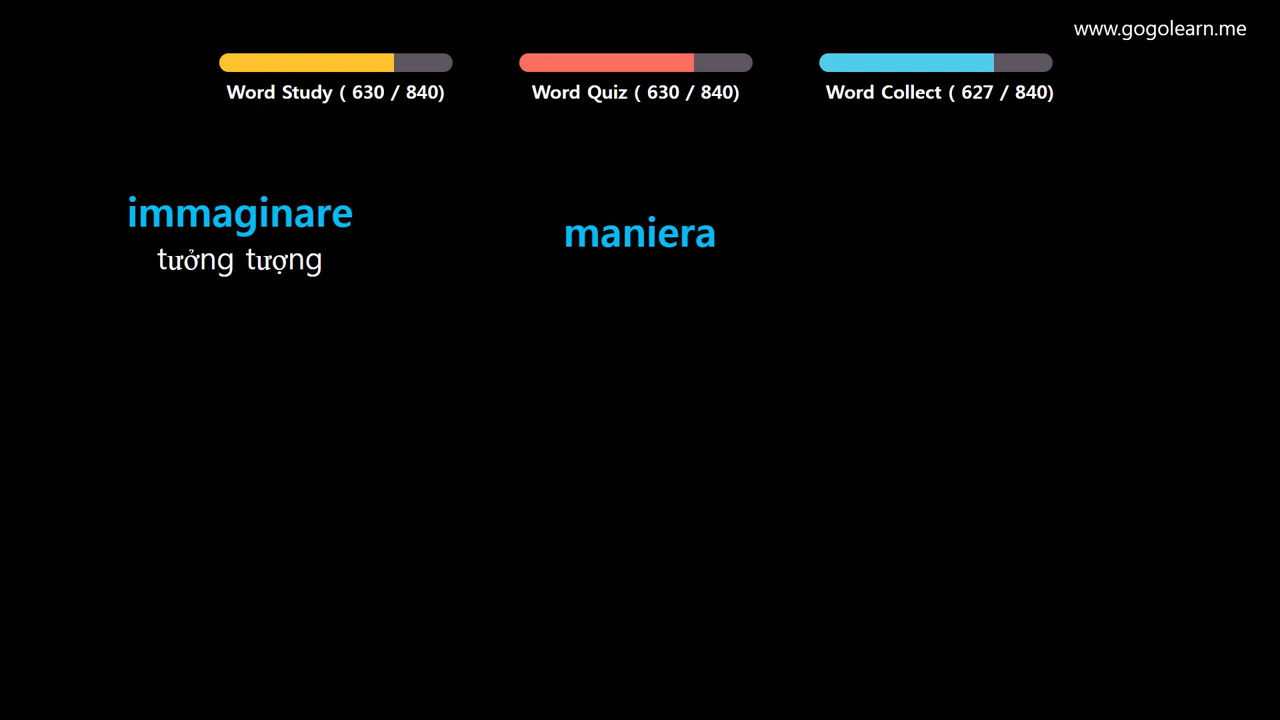 www.gogolearn.me
Word Study ( 630 / 840)
Word Quiz ( 630 / 840)
Word Collect ( 627 / 840)
immaginare
tưởng tượng
maniera